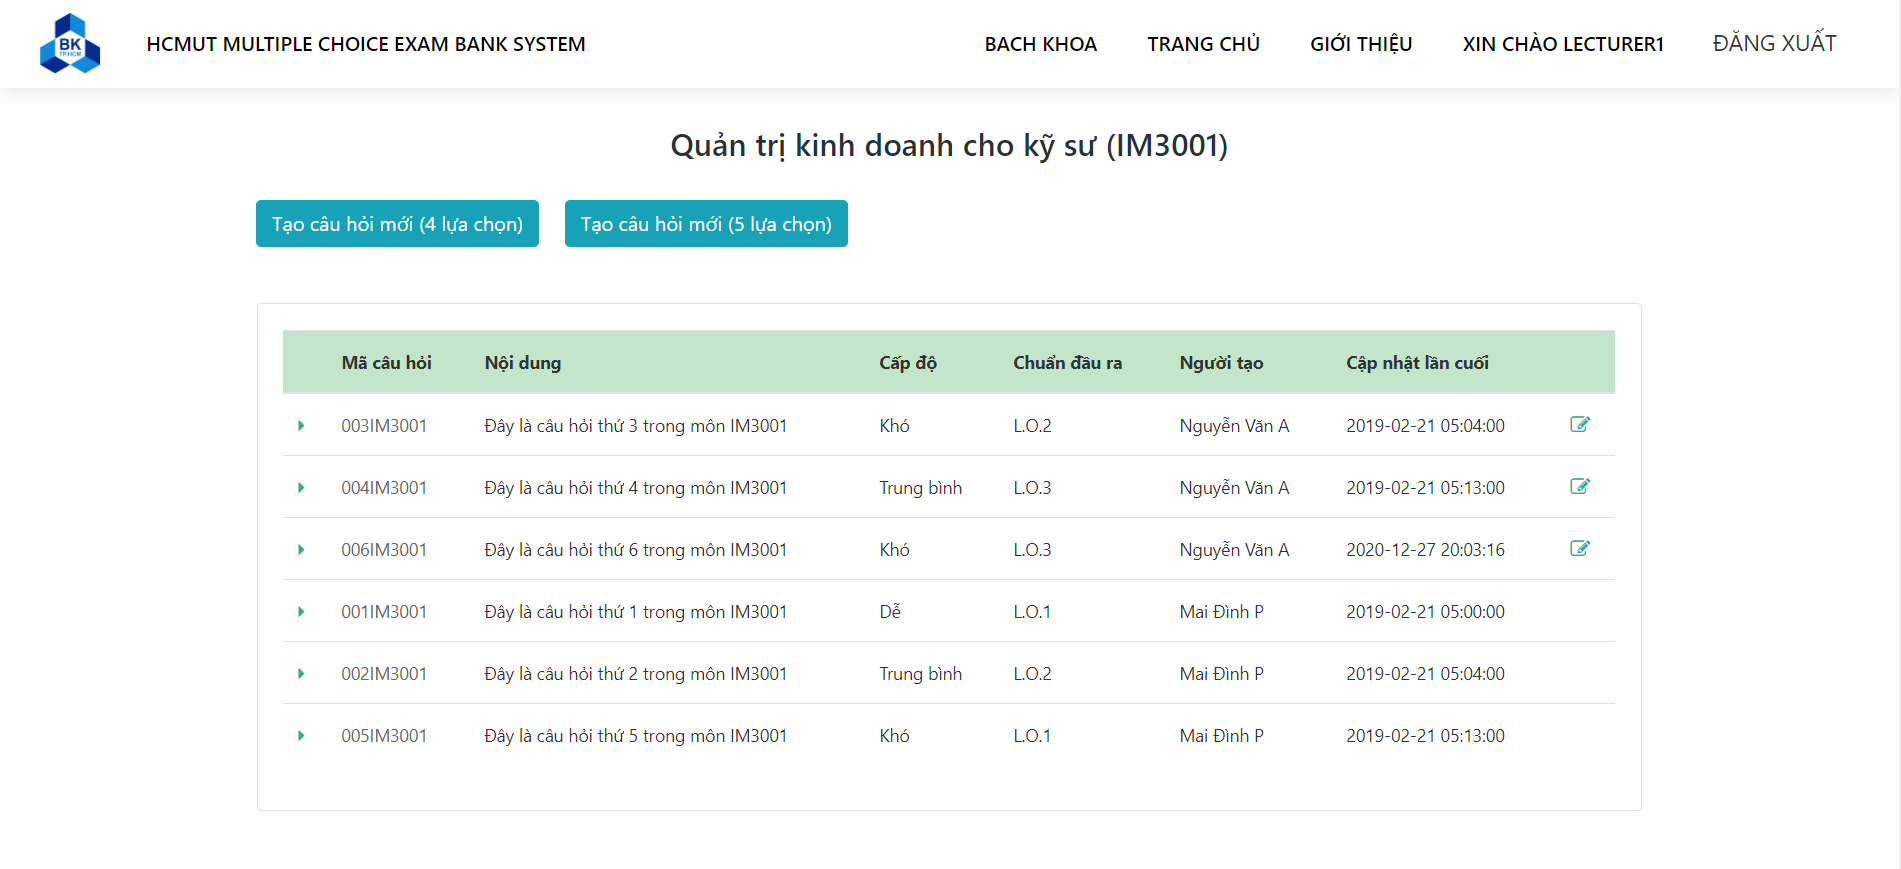 BK
TP.HCM
HCMUT MULTIPLE CHOICE EXAM BANK SYSTEM
BACH KHOA TRANG CHỦ GIỚI THIỆU XIN CHÀO LECTURER1 ĐĂNG XUẤT
Quản trị kinh doanh cho kỹ sư (IM3001)
Tạo câu hỏi mới (4 lựa chọn) Tạo câu hỏi mới (5 lựa chọn)
Mã câu hỏi Nội dung Cấp độ Chuẩn đầu ra Người tạo Cập nhật lần cuối
003IM3001 Đây là câu hỏi thứ 3 trong môn IM3001 Khó L.O.2 Nguyễn Văn A 2019-02-21 05:04:00
004IM3001 Đây là câu hỏi thứ 4 trong môn IM3001 Trung bình L.O.3 Nguyễn Văn A 2019-02-21 05:13:00
006IM3001 Đây là câu hỏi thứ 6 trong môn IM3001 Khó L.O.3 Nguyễn Văn A 2020-12-27 20:03:16
001IM3001 Đây là câu hỏi thứ 1 trong môn IM3001 Dễ L.O.1 Mai Đình P 2019-02-21 05:00:00
002IM3001 Đây là câu hỏi thứ 2 trong môn IM3001 Trung bình L.O.2 Mai Đình P 2019-02-21 05:04:00
005IM3001 Đây là câu hỏi thứ 5 trong môn IM3001 Khó L.O.1 Mai Đình P 2019-02-21 05:13:00